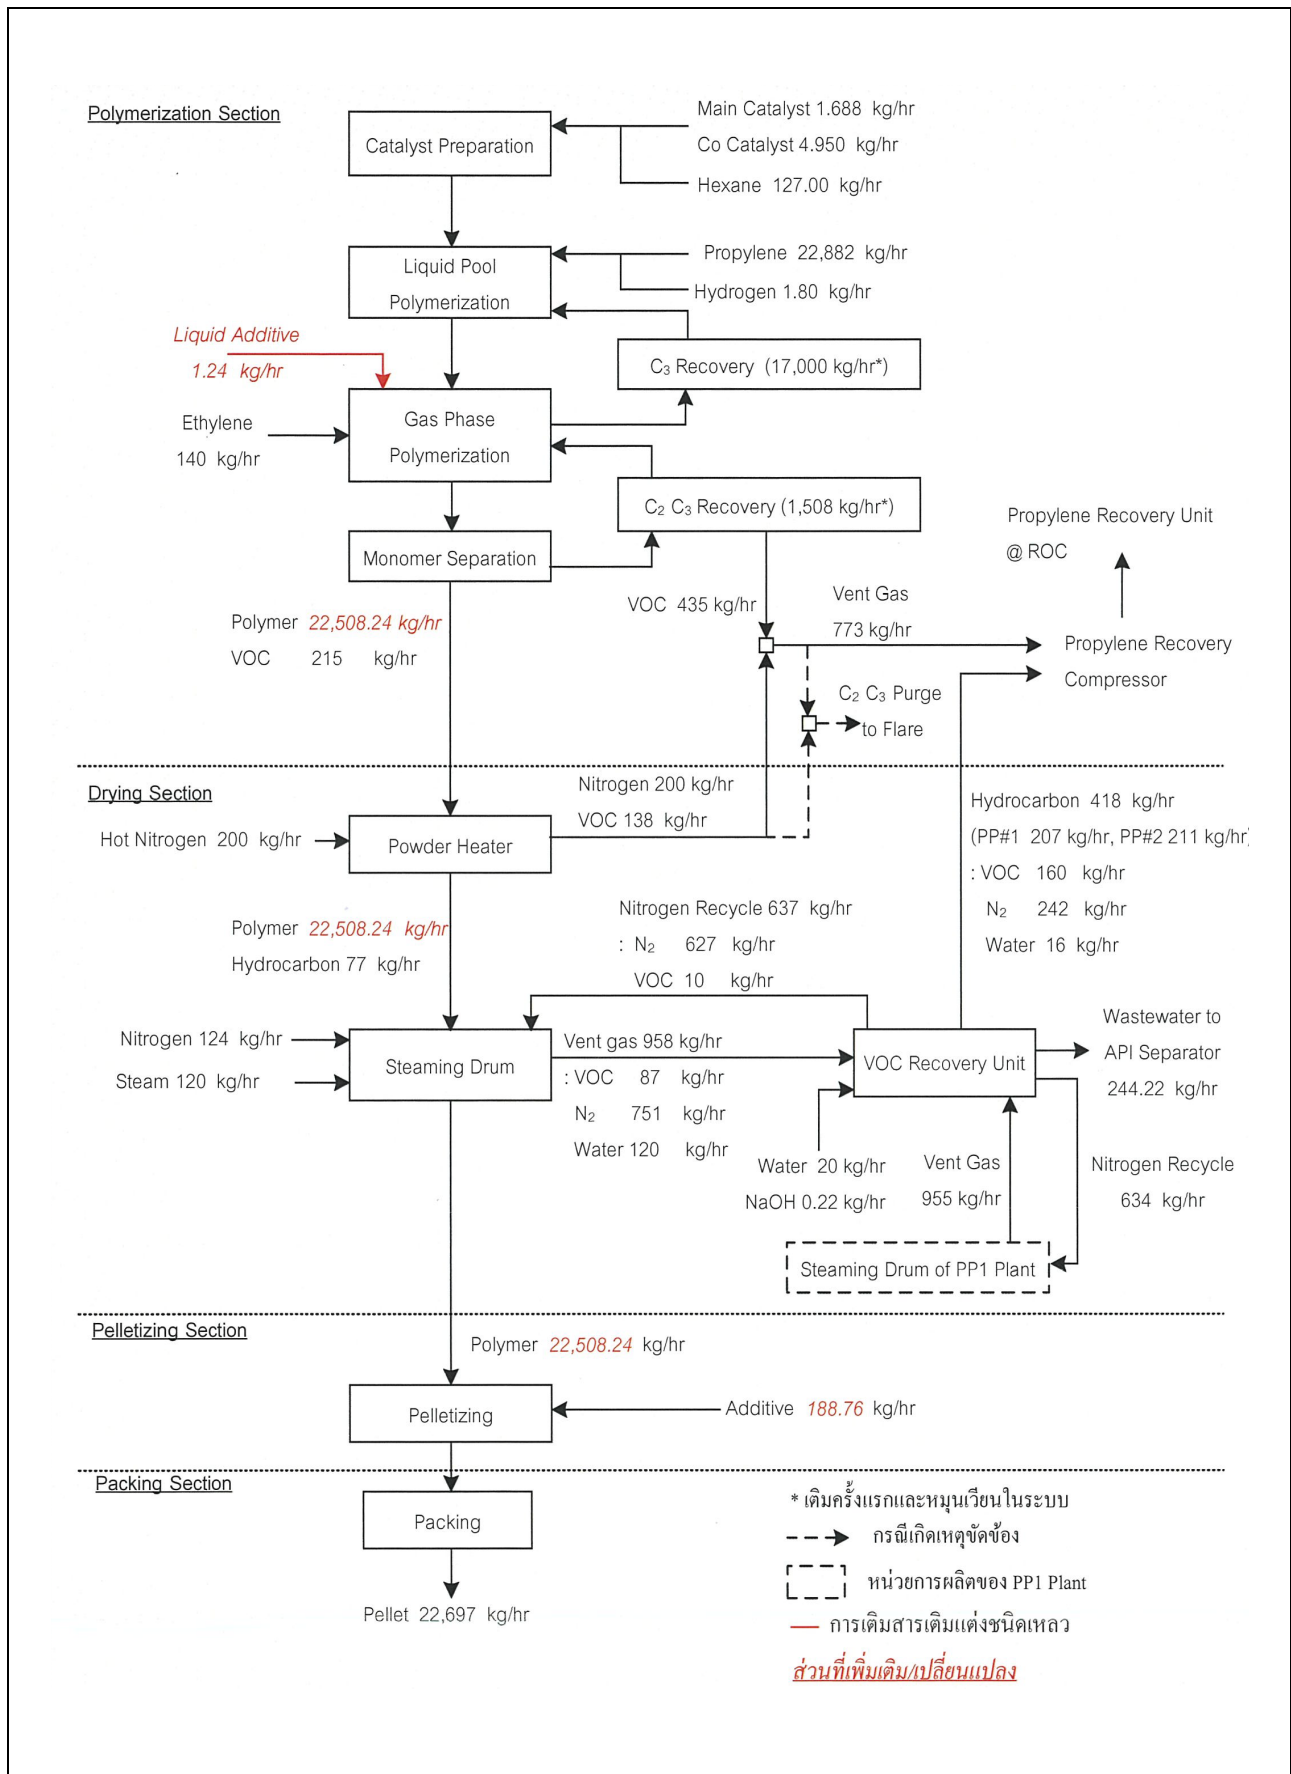 Polymerization Section
Main Catalyst 1.688 kg/hr
Catalyst Preparation
Co Catalyst 4.950 kg/hr
Hexane 127.00 kg/hr
Liquid Pool
Polymerization
Propylene 22,882 kg/hr
Hydrogen 1.80 kg/hr
Liquid Additive
1.24 kg/hr
C3 Recovery (17,000 kg/hr*)
Ethylene
140 kg/hr
Gas Phase
Polymerization
C2 C3 Recovery (1,508 kg/hr*)
Propylene Recovery Unit
@ ROC
Monomer Separation
VOC 435 kg/hr
Vent Gas
773 kg/hr
Polymer 22,508.24 kg/hr
VOC 215 kg/hr
Propylene Recovery
Compressor
C2 C3 Purge
to Flare
Drying Section
Nitrogen 200 kg/hr
VOC 138 kg/hr
Hot Nitrogen 200 kg/hr
Powder Heater
Hydrocarbon 418 kg/hr
(PP#1 207 kg/hr, PP#2 211 kg/hr)
: VOC 160 kg/hr
N2 242 kg/hr
Water 16 kg/hr
Polymer 22,508.24 kg/hr
Hydrocarbon 77 kg/hr
Nitrogen Recycle 637 kg/hr
: N2 627 kg/hr
VOC 10 kg/hr
Nitrogen 124 kg/hr
Steam 120 kg/hr
Steaming Drum
Vent gas 958 kg/hr
: VOC 87 kg/hr
N2 751 kg/hr
Water 120 kg/hr
VOC Recovery Unit
Wastewater to
API Separator
244.22 kg/hr
Water 20 kg/hr
NaOH 0.22 kg/hr
Vent Gas
955 kg/hr
Nitrogen Recycle
634 kg/hr
Steaming Drum of PP1 Plant
Pelletizing Section
Polymer 22,508.24 kg/hr
Pelletizing
Additive 188.76 kg/hr
Packing Section
Packing
Pellet 22,697 kg/hr
* เติมครั้งแรกและหมุนเวียนในระบบ
กรณีเกิดเหตุขัดข้อง
หน่วยการผลิตของ PP1 Plant
การเติมสารเติมแต่งชนิดเหลว
ส่วนที่เพิ่มเติม/เปลี่ยนแปลง